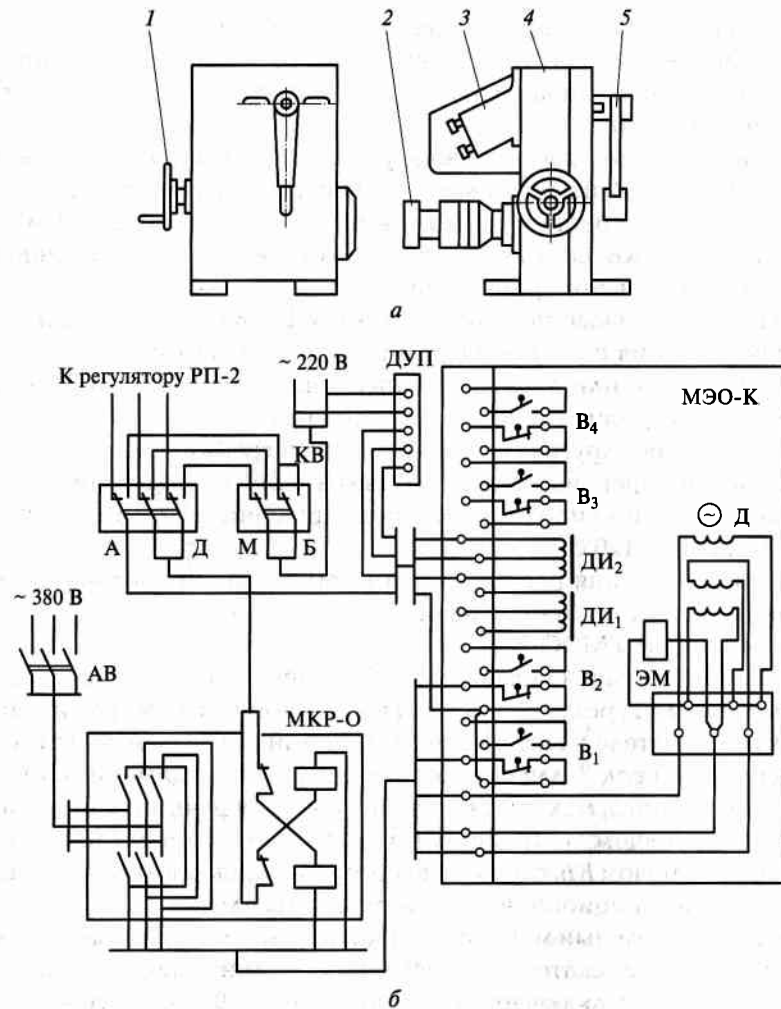 1
2
3
4
5
а
К регулятору РП-2
~ 220 В
ДУП
МЭО-К
КВ
В₄
В₃
А
Д
М
Б
Д
ДИ₂
~ 380 В
ДИ₁
АВ
ЭМ
В₂
МКР-О
В₁
б